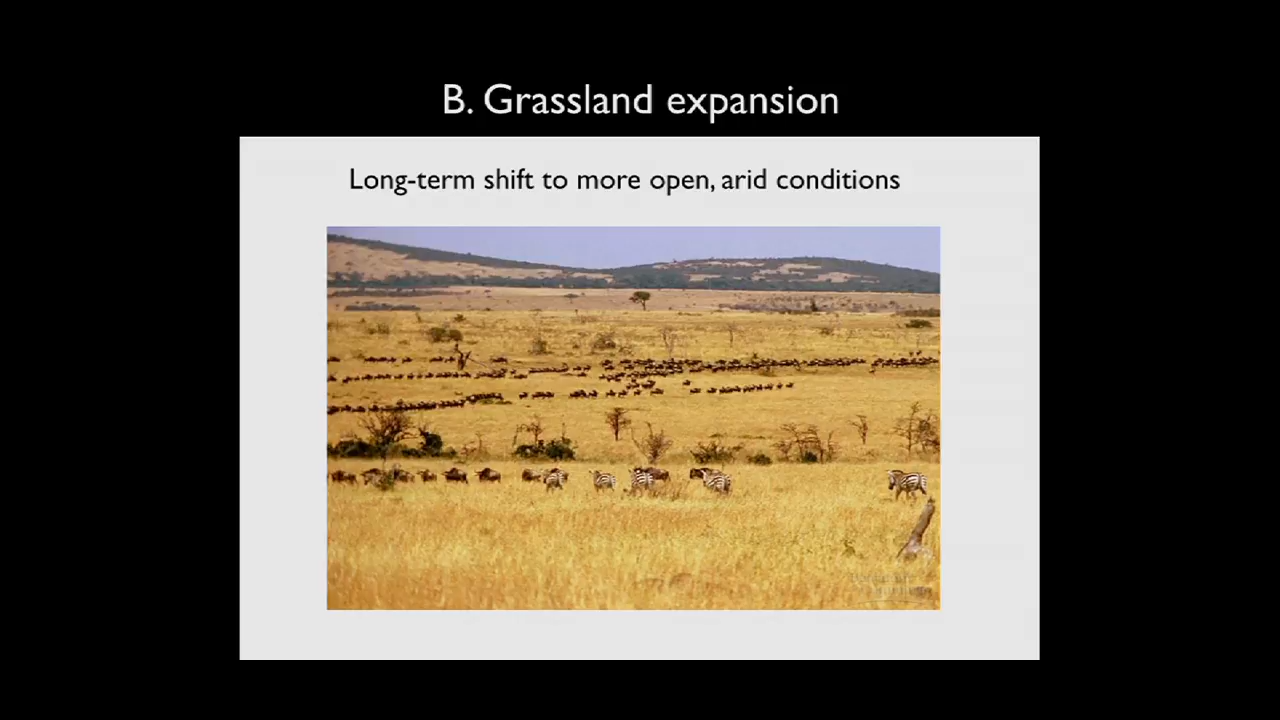 B. Grassland expansion
Long-term shift to more open, arid conditions